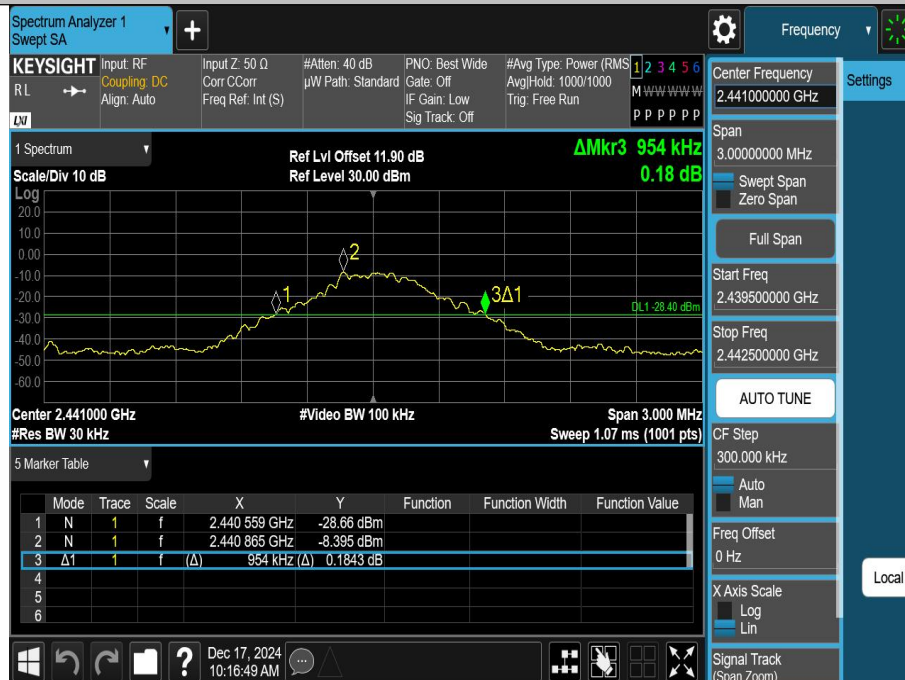 Spectrum Analyzer 1
Swept SA
Frequency
KEYSIGHT
RL
LXI
Input: RF
Coupling: DC
Align: Auto
Input Z: 50 Ω
Corr CCorr
Freq Ref: Int (S)
#Atten: 40 dB
µW Path: Standard
PNO: Best Wide
Gate: Off
IF Gain: Low
Sig Track: Off
#Avg Type: Power (RMS
Avg|Hold: 1000/1000
Trig: Free Run
1 2 3 4 5 6
M W W W W W
P P P P P P
1 Spectrum
Scale/Div 10 dB
Ref Lvl Offset 11.90 dB
Ref Level 30.00 dBm
ΔMkr3 954 kHz
0.18 dB
Log
20.0
10.0
0.00
-10.0
-20.0
-30.0
-40.0
-50.0
-60.0
1
2
3Δ1
DL1 -28.40 dBm
Center 2.441000 GHz
#Video BW 100 kHz
Span 3.000 MHz
#Res BW 30 kHz
Sweep 1.07 ms (1001 pts)
5 Marker Table
Mode Trace Scale X Y Function Function Width Function Value
1 N 1 f 2.440 559 GHz -28.66 dBm
2 N 1 f 2.440 865 GHz -8.395 dBm
3 Δ1 1 f (Δ) 954 kHz (Δ) 0.1843 dB
4
5
6
Dec 17, 2024
10:16:49 AM
?
Center Frequency
2.441000000 GHz
Settings
Span
3.00000000 MHz
Swept Span
Zero Span
Full Span
Start Freq
2.439500000 GHz
Stop Freq
2.442500000 GHz
AUTO TUNE
CF Step
300.000 kHz
Auto
Man
Freq Offset
0 Hz
Local
X Axis Scale
Log
Lin
Signal Track
(Span Zoom)